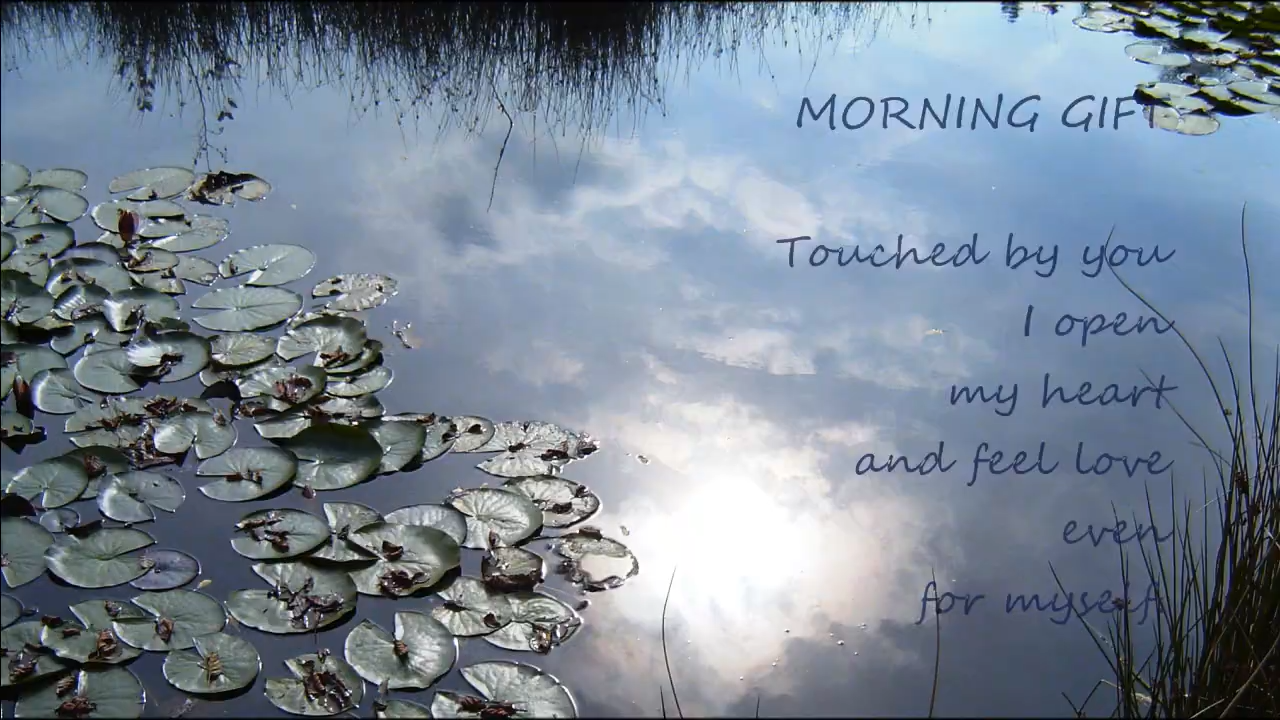 MORNING GIFT
Touched by you
I open
my heart
and feel love
even
for myself